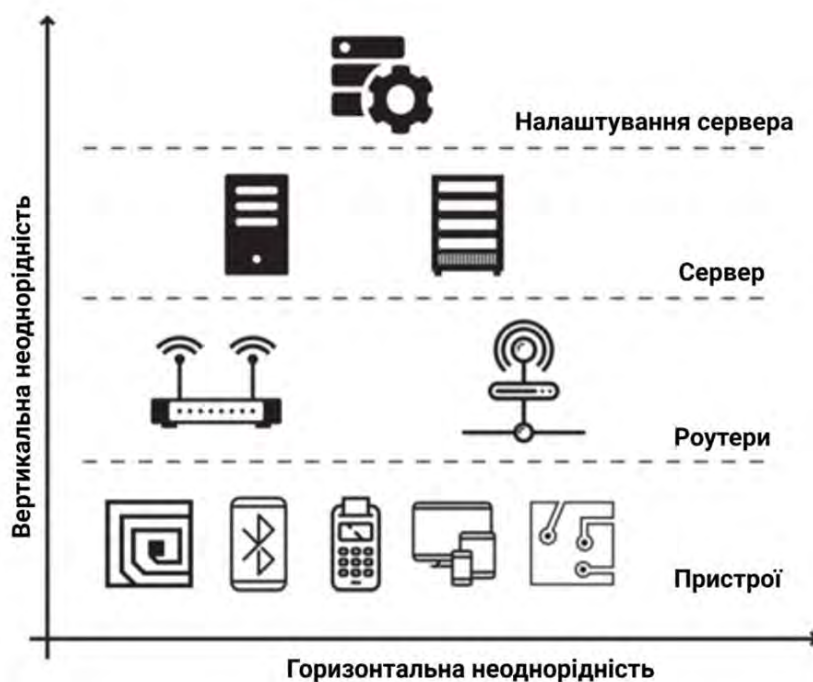 Налаштування сервера
Сервер
Роутери
Пристрої
Вертикальна неоднорідність
Горизонтальна неоднорідність